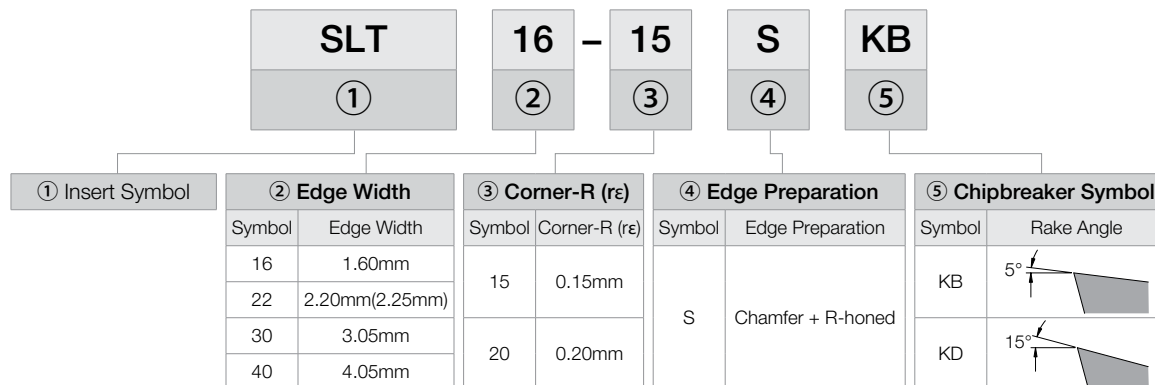 SLT 16 – 15 S KB
① ② ③ ④ ⑤
① Insert Symbol
② Edge Width
Symbol Edge Width
16 1.60mm
22 2.20mm(2.25mm)
30 3.05mm
40 4.05mm
③ Corner-R (rε)
Symbol Corner-R (rε)
15 0.15mm
20 0.20mm
④ Edge Preparation
Symbol Edge Preparation
S Chamfer + R-honed
⑤ Chipbreaker Symbol
Symbol Rake Angle
KB 5°
KD 15°